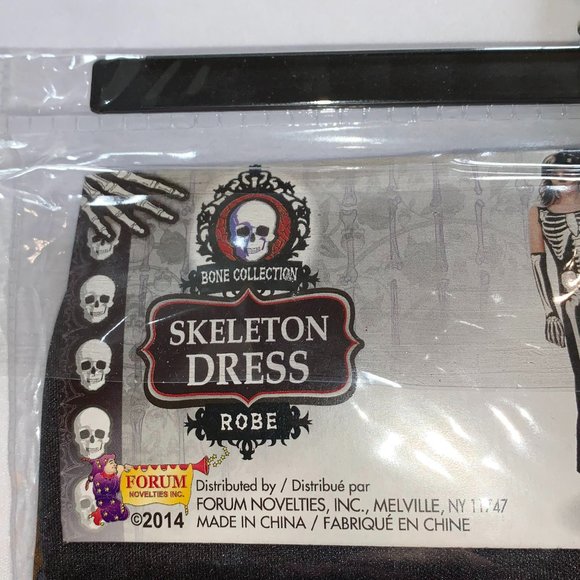 BONE COLLECTION
SKELETON
DRESS
ROBE
FORUM
NOVELTIES INC.
©2014
Distributed by / Distribué par
FORUM NOVELTIES, INC., MELVILLE, NY 11747
MADE IN CHINA / FABRIQUÉ EN CHINE